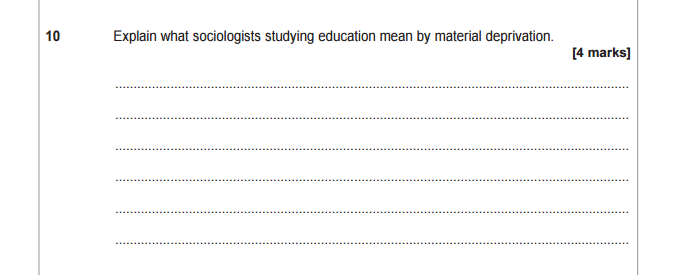 10 Explain what sociologists studying education mean by material deprivation.
[4 marks]